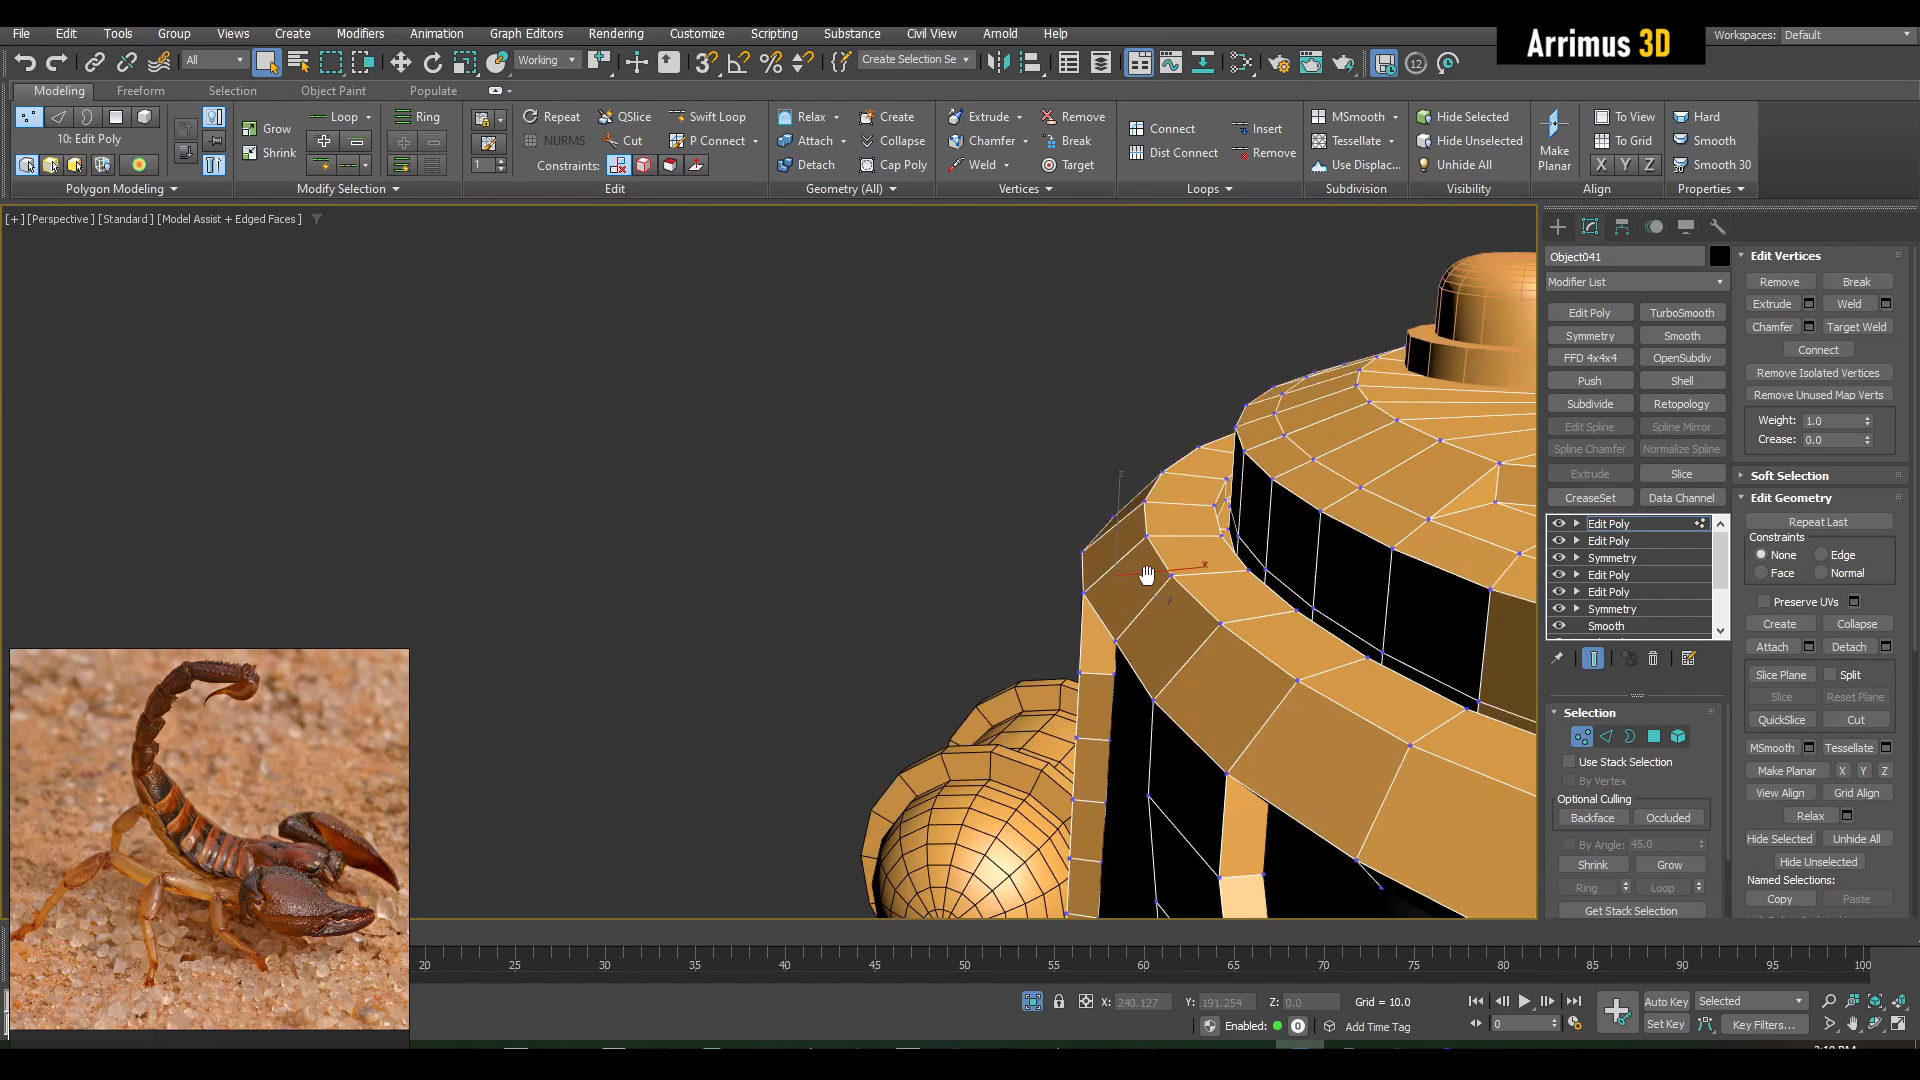 File Edit Tools Group Views Create Modifiers Animation Graph Editors Rendering Customize Scripting Substance Civil View Arnold Help
Arrimus 3D
Workspaces: Default
All Working Create Selection Se 12
Modeling Freeform Selection Object Paint Populate
10: Edit Poly
Polygon Modeling
Grow
Shrink
Loop Ring
Modify Selection
1
Repeat QSlice Swift Loop
NURMS Cut P Connect
Constraints:
Edit
Relax Create
Attach Collapse
Detach Cap Poly
Geometry (All)
Extrude Remove
Chamfer Break
Weld Target
Vertices
Connect Insert
Dist Connect Remove
Loops
MSmooth
Tessellate
Use Displac...
Subdivision
Hide Selected
Hide Unselected
Unhide All
Visibility
Make
Planar
To View
To Grid
X Y Z
Align
Hard
Smooth
Smooth 30
Properties
[+] [Perspective] [Standard] [Model Assist + Edged Faces]
z
x
y
Object041
Modifier List
Edit Poly TurboSmooth
Symmetry Smooth
FFD 4x4x4 OpenSubdiv
Push Shell
Subdivide Retopology
Edit Spline Spline Mirror
Spline Chamfer Normalize Spline
Extrude Slice
CreaseSet Data Channel
Edit Poly
Edit Poly
Symmetry
Edit Poly
Edit Poly
Symmetry
Smooth
Selection
Use Stack Selection
By Vertex
Optional Culling
Backface Occluded
By Angle: 45.0
Shrink Grow
Ring Loop
Get Stack Selection
Edit Vertices
Remove Break
Extrude Weld
Chamfer Target Weld
Connect
Remove Isolated Vertices
Remove Unused Map Verts
Weight: 1.0
Crease: 0.0
Soft Selection
Edit Geometry
Repeat Last
Constraints
None Edge
Face Normal
Preserve UVs
Create Collapse
Attach Detach
Slice Plane Split
Slice Reset Plane
QuickSlice Cut
MSmooth Tessellate
Make Planar X Y Z
View Align Grid Align
Relax
Hide Selected Unhide All
Hide Unselected
Named Selections:
Copy Paste
20 25 30 35 40 45 50 55 60 65 70 75 80 85 90 95 100
X: 240.127 Y: 191.254 Z: 0.0 Grid = 10.0
Enabled: 0 Add Time Tag
0
Auto Key Selected
Set Key Key Filters...